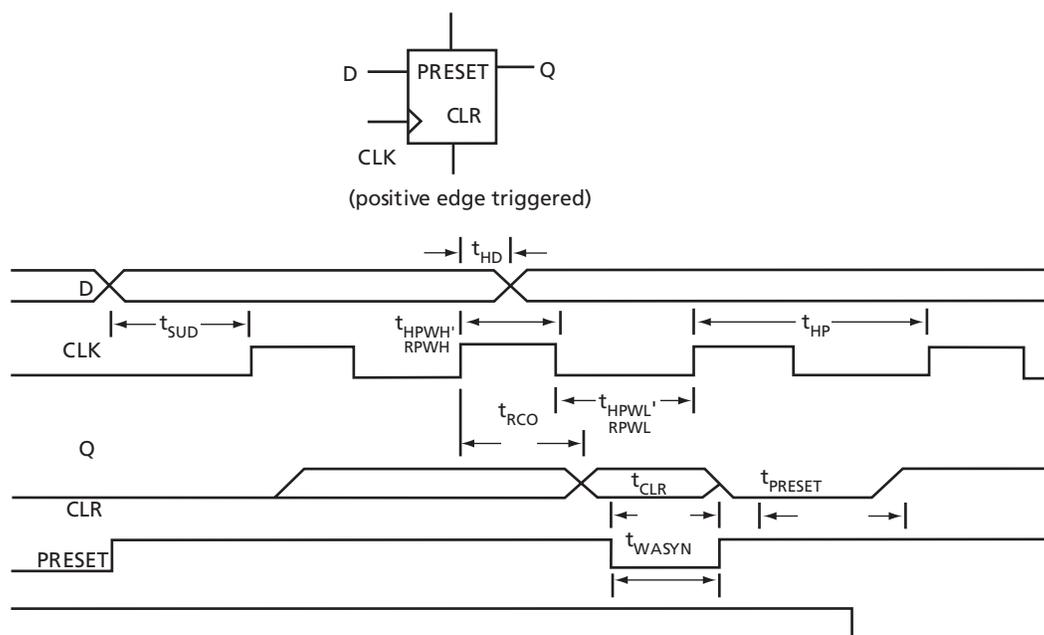 D
PRESET
Q
CLR
CLK
(positive edge triggered)
tHD
D
tSUD
tHPWH'
RPWH
tHP
CLK
tRCO
tHPWL'
RPWL
Q
tCLR
tPRESET
CLR
tWASYN
PRESET